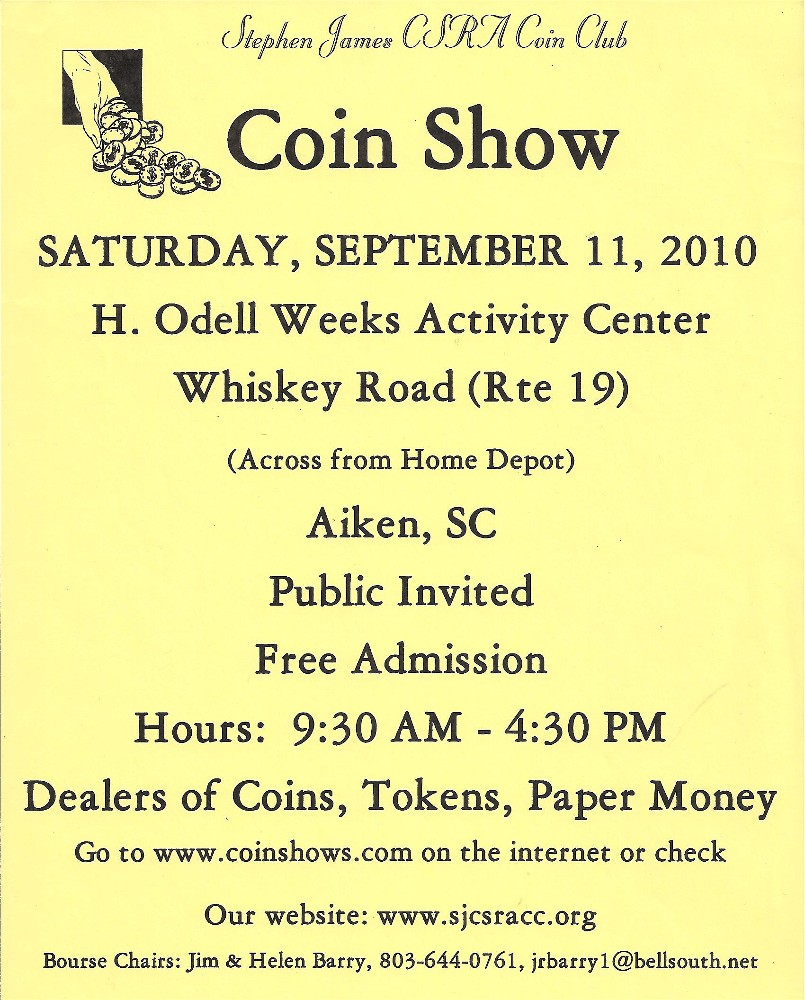 Stephen James CSRA Coin Club
Coin Show
SATURDAY, SEPTEMBER 11, 2010
H. Odell Weeks Activity Center
Whiskey Road (Rte 19)
(Across from Home Depot)
Aiken, SC
Public Invited
Free Admission
Hours: 9:30 AM - 4:30 PM
Dealers of Coins, Tokens, Paper Money
Go to www.coinshows.com on the internet or check
Our website: www.sjcsracc.org
Bourse Chairs: Jim & Helen Barry, 803-644-0761, jrbarry1@bellsouth.net